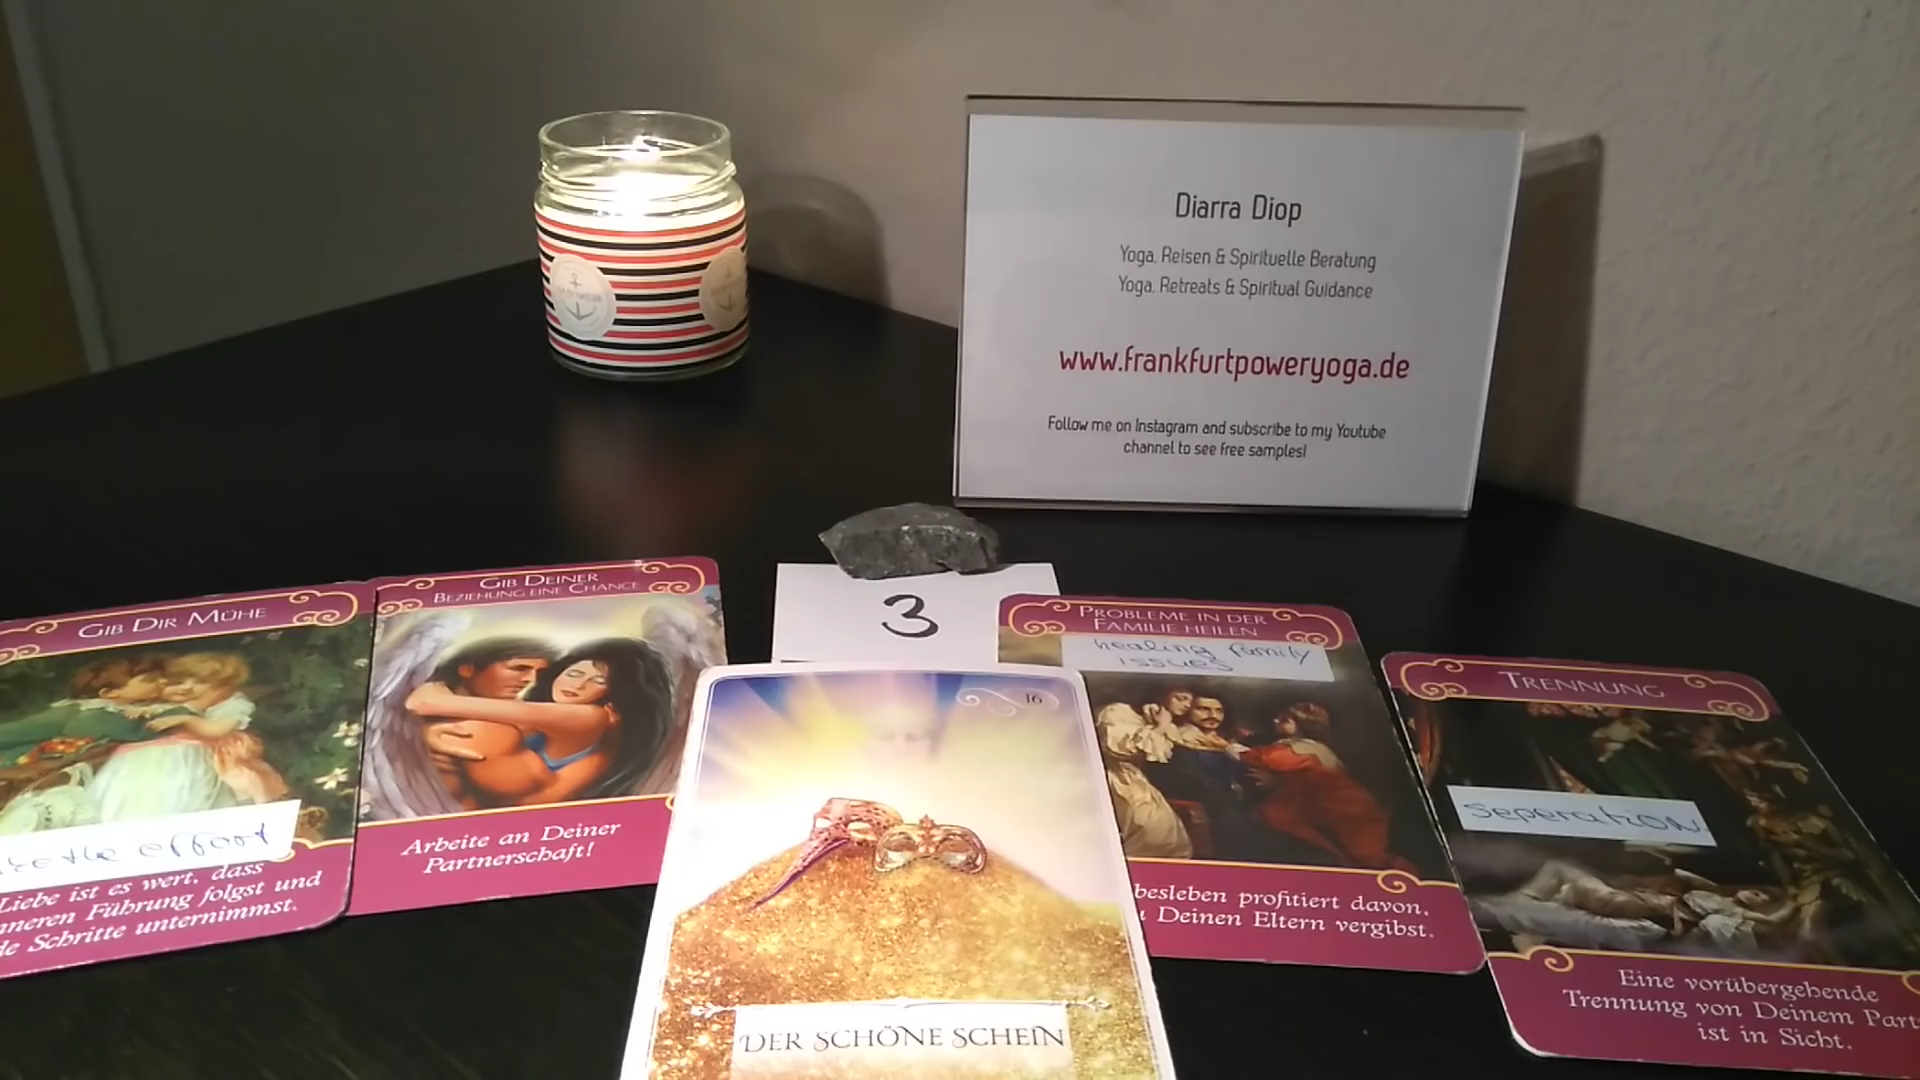 Diarra Diop
Yoga, Reisen & Spirituelle Beratung
Yoga, Retreats & Spiritual Guidance
www.frankfurtpoweryoga.de
Follow me on Instagram and subscribe to my Youtube
channel to see free samples!
3
GIB DIR MÜHE
effort
Liebe ist es wert, dass
Führung folgst und
Schritte unternimmst.
GIB DEINER
BEZIEHUNG EINE CHANCE
Arbeite an Deiner
Partnerschaft!
16
DER SCHÖNE SCHEIN
PROBLEME IN DER
FAMILIE HEILEN
healing family
issues
besleben profitiert davon,
Deinen Eltern vergibst.
TRENNUNG
seperation
Eine vorübergehende
Trennung von Deinem Part
ist in Sicht.